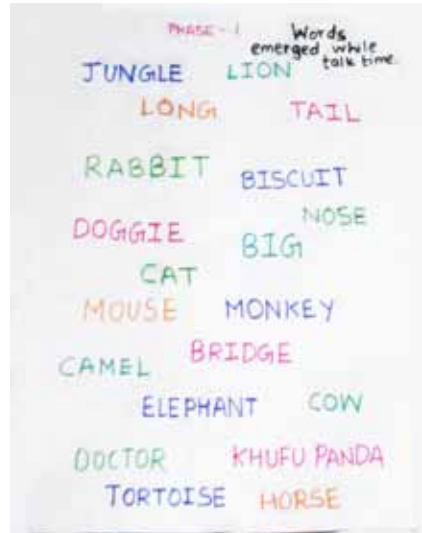 PHASE - 1
Words
emerged while
talk time.
JUNGLE LION
LONG TAIL
RABBIT BISCUIT
NOSE
DOGGIE BIG
CAT
MOUSE MONKEY
BRIDGE
CAMEL
ELEPHANT COW
DOCTOR KHUFU PANDA
TORTOISE HORSE